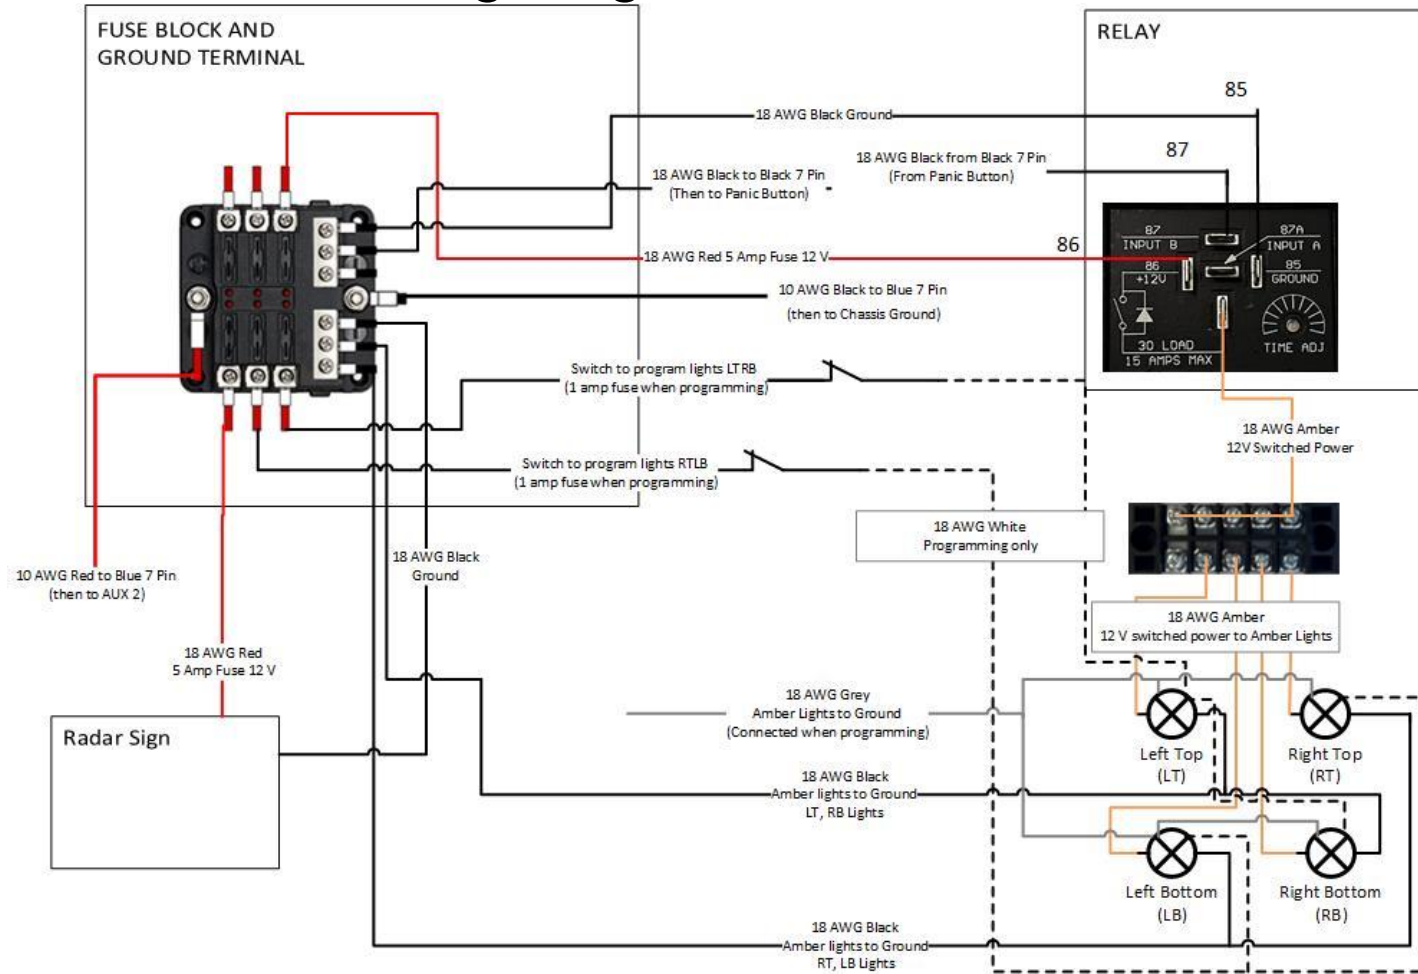 FUSE BLOCK AND
GROUND TERMINAL
RELAY
85
18 AWG Black Ground
87
18 AWG Black to Black 7 Pin
(Then to Panic Button)
18 AWG Black from Black 7 Pin
(From Panic Button)
86
18 AWG Red 5 Amp Fuse 12 V
87
INPUT B
87A
INPUT A
86
+12V
85
GROUND
30 LOAD
15 AMPS MAX
TIME ADJ
10 AWG Black to Blue 7 Pin
(then to Chassis Ground)
Switch to program lights LTRB
(1 amp fuse when programming)
18 AWG Amber
12V Switched Power
Switch to program lights RTLB
(1 amp fuse when programming)
18 AWG White
Programming only
18 AWG Black
Ground
10 AWG Red to Blue 7 Pin
(then to AUX 2)
18 AWG Amber
12 V switched power to Amber Lights
18 AWG Red
5 Amp Fuse 12 V
Radar Sign
18 AWG Grey
Amber Lights to Ground
(Connected when programming)
Left Top
(LT)
Right Top
(RT)
18 AWG Black
Amber lights to Ground
LT, RB Lights
Left Bottom
(LB)
Right Bottom
(RB)
18 AWG Black
Amber lights to Ground
RT, LB Lights